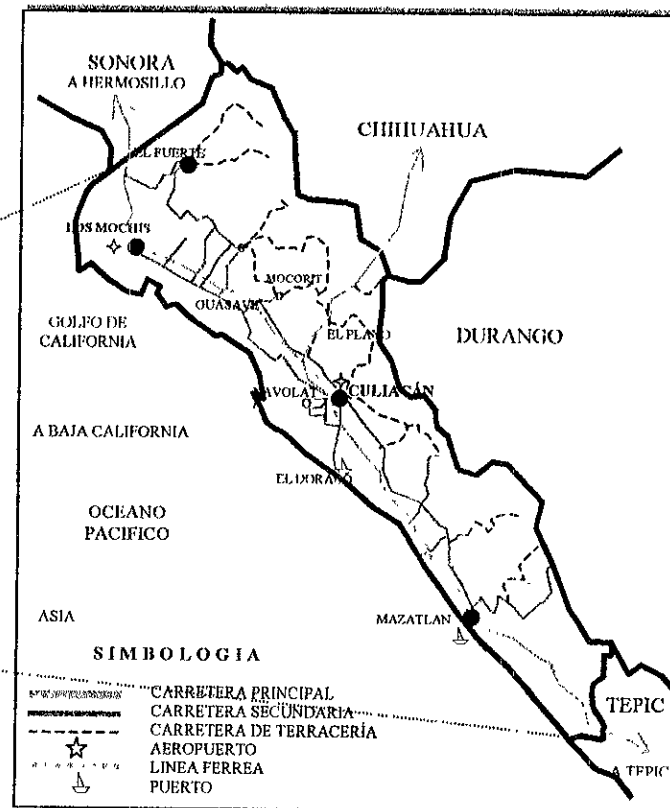 SONORA
A HERMOSILLO
CHIHUAHUA
EL FUERTE
LOS MOCHIS
MOCORIT
GUASAVE
GOLFO DE
CALIFORNIA
EL PLANO
DURANGO
NAVOLAT
CULIACÁN
A BAJA CALIFORNIA
EL DORADO
OCEANO
PACIFICO
ASIA
MAZATLAN
SIMBOLOGIA
CARRETERA PRINCIPAL
CARRETERA SECUNDARIA
CARRETERA DE TERRACERÍA
AEROPUERTO
LINEA FERREA
PUERTO
TEPIC
A TEPIC